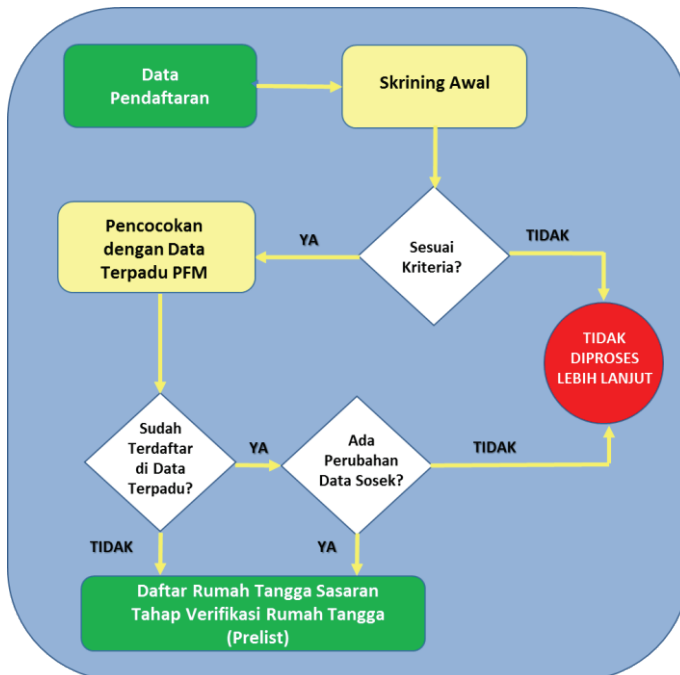 Data
Pendaftaran
Skrining Awal
Pencocokan
dengan Data
Terpadu PFM
YA
Sesuai
Kriteria?
TIDAK
TIDAK
DIPROSES
LEBIH LANJUT
Sudah
Terdaftar
di Data
Terpadu?
YA
Ada
Perubahan
Data Sosek?
TIDAK
TIDAK
YA
Daftar Rumah Tangga Sasaran
Tahap Verifikasi Rumah Tangga
(Prelist)